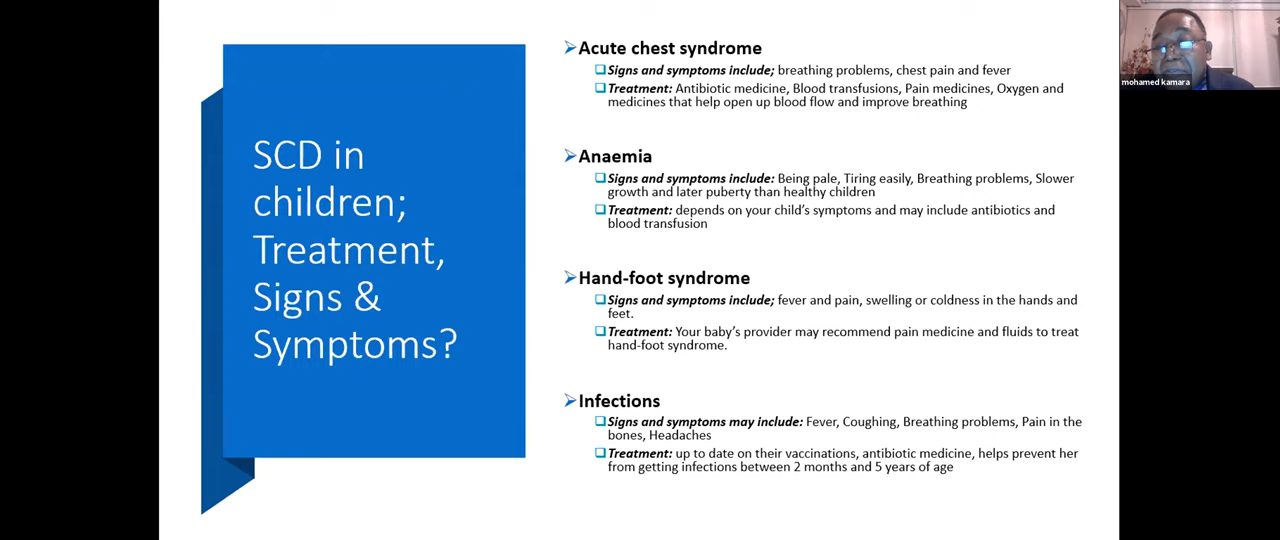 SCD in
children;
Treatment,
Signs &
Symptoms?
Acute chest syndrome
Signs and symptoms include; breathing problems, chest pain and fever
Treatment: Antibiotic medicine, Blood transfusions, Pain medicines, Oxygen and
medicines that help open up blood flow and improve breathing
Anaemia
Signs and symptoms include: Being pale, Tiring easily, Breathing problems, Slower
growth and later puberty than healthy children
Treatment: depends on your child's symptoms and may include antibiotics and
blood transfusion
Hand-foot syndrome
Signs and symptoms include; fever and pain, swelling or coldness in the hands and
feet.
Treatment: Your baby's provider may recommend pain medicine and fluids to treat
hand-foot syndrome.
Infections
Signs and symptoms may include: Fever, Coughing, Breathing problems, Pain in the
bones, Headaches
Treatment: up to date on their vaccinations, antibiotic medicine, helps prevent her
from getting infections between 2 months and 5 years of age
mohamed kamara